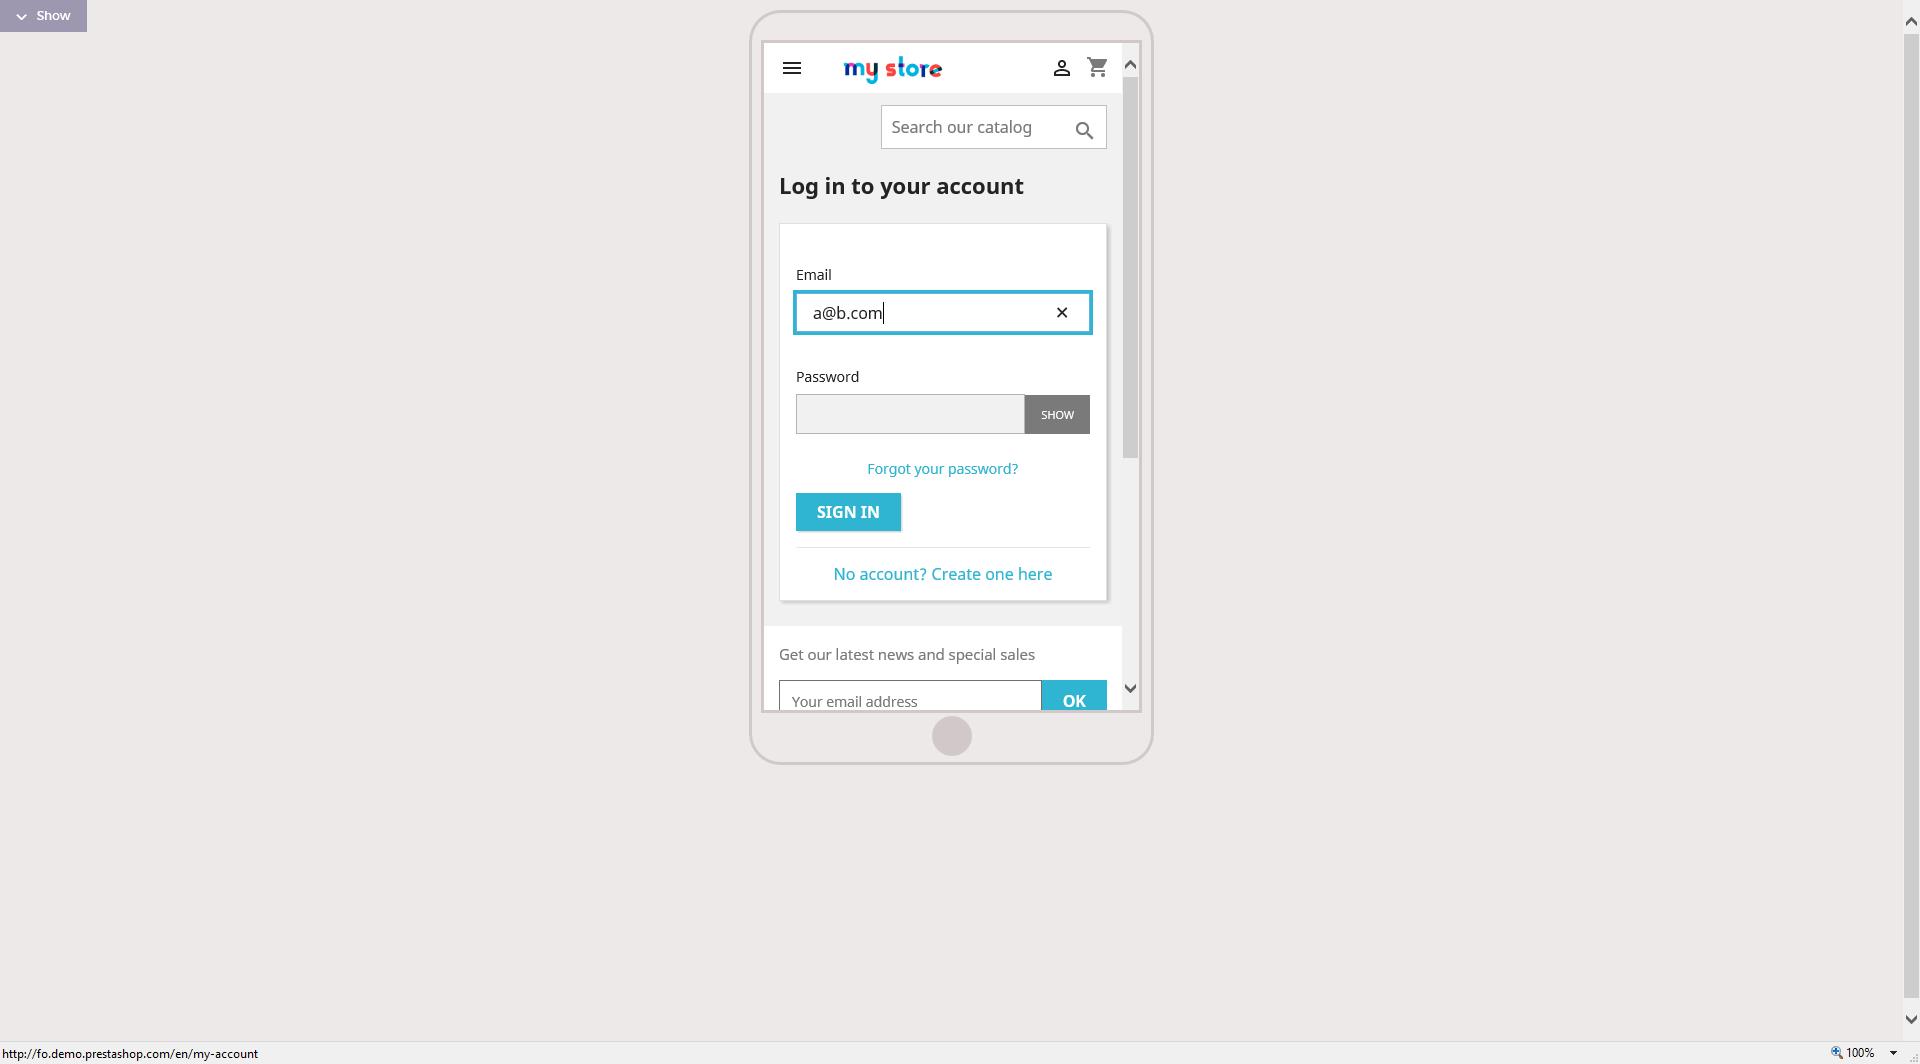 Show
my store
Search our catalog
Log in to your account
Email
a@b.com
Password
SHOW
Forgot your password?
SIGN IN
No account? Create one here
Get our latest news and special sales
Your email address
OK
http://fo.demo.prestashop.com/en/my-account
100%